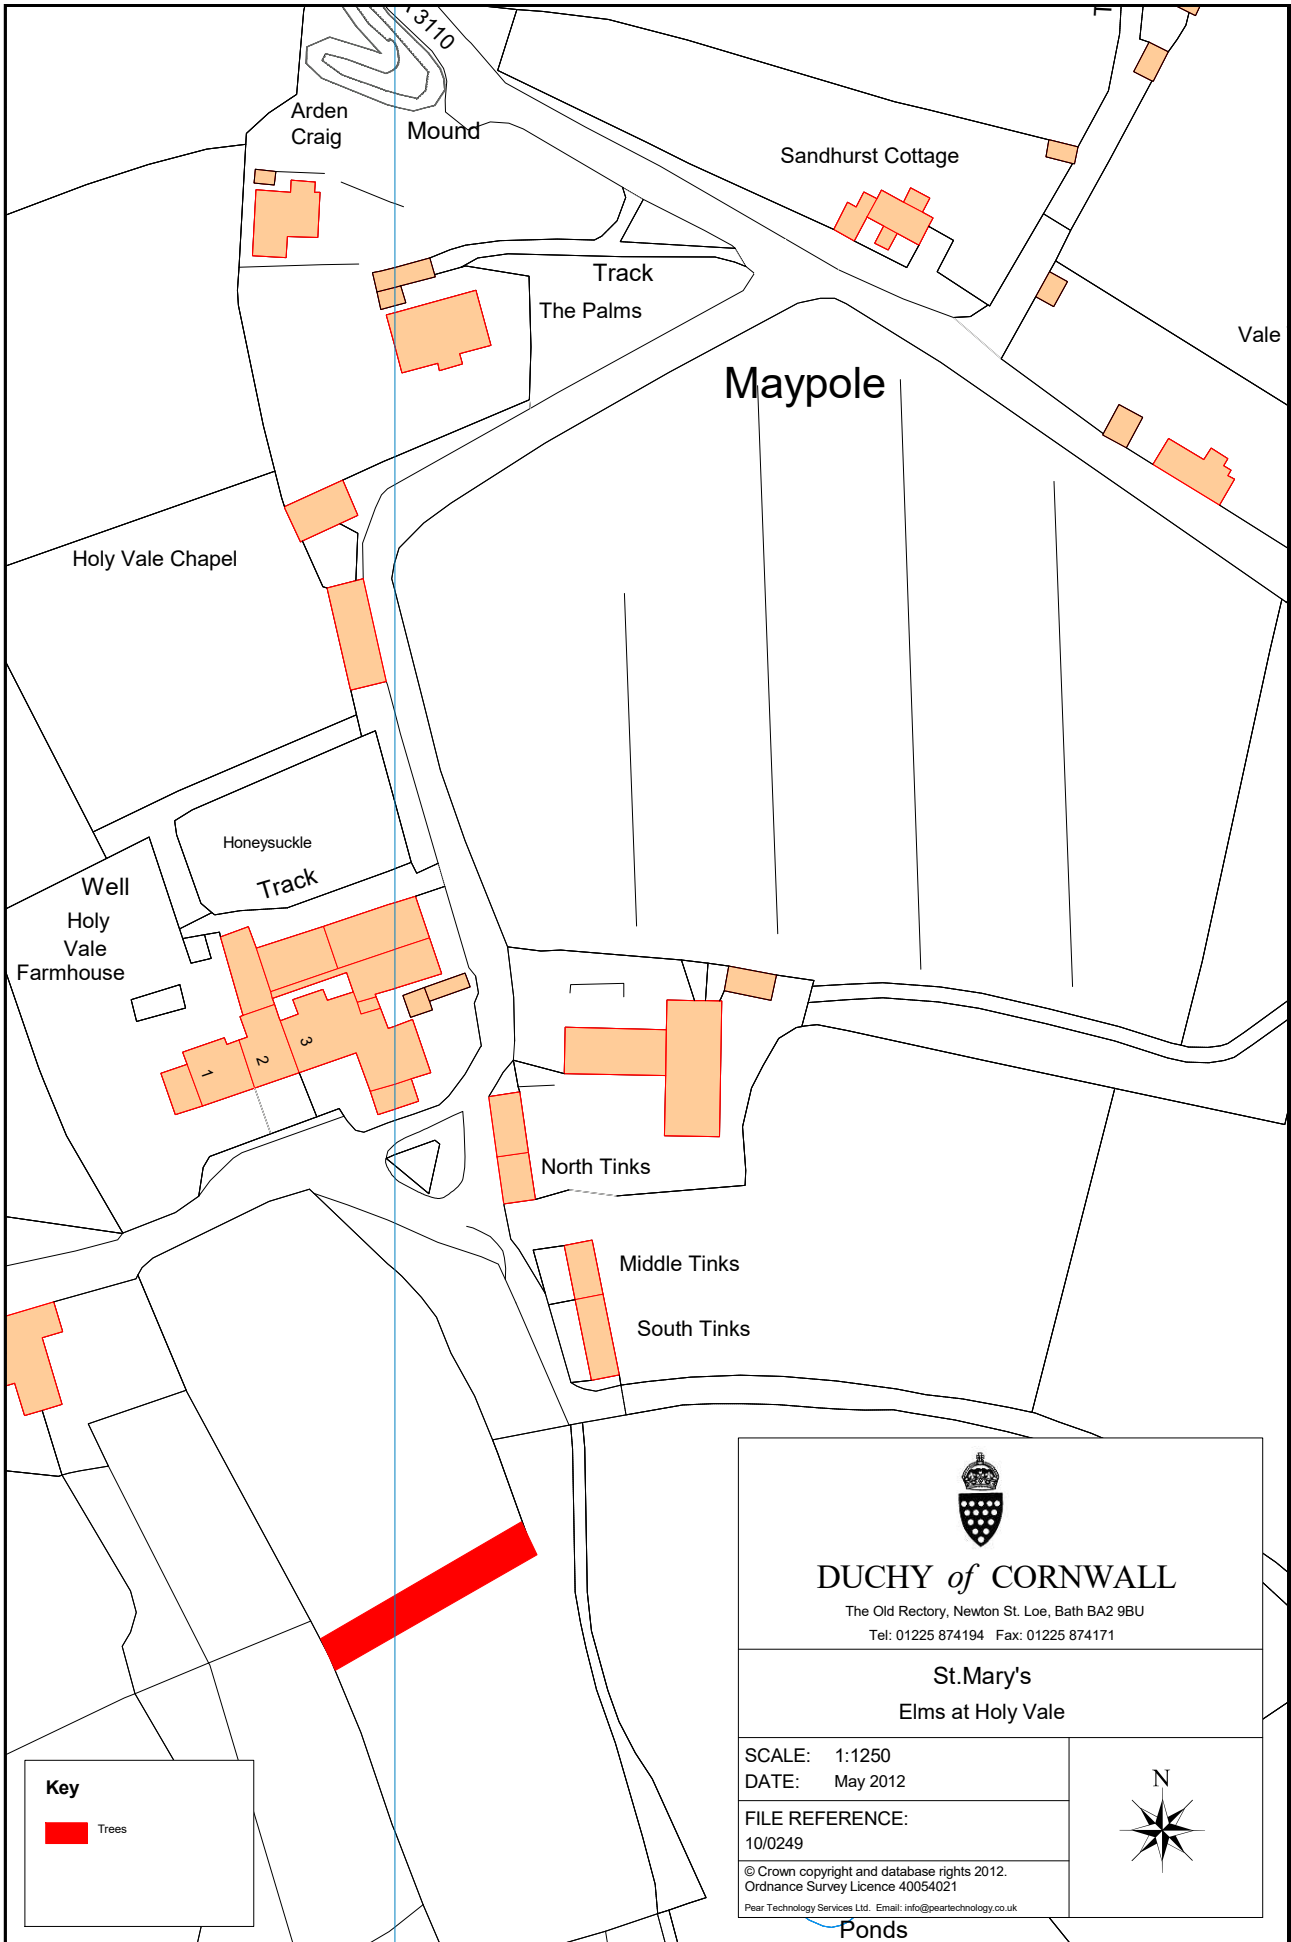 3110
Arden
Craig
Mound
Sandhurst Cottage
Track
The Palms
Vale
Maypole
Holy Vale Chapel
Honeysuckle
Track
Well
Holy
Vale
Farmhouse
1
2
3
North Tinks
Middle Tinks
South Tinks
DUCHY of CORNWALL
The Old Rectory, Newton St. Loe, Bath BA2 9BU
Tel: 01225 874194 Fax: 01225 874171
St.Mary's
Elms at Holy Vale
SCALE: 1:1250
DATE: May 2012
FILE REFERENCE:
10/0249
© Crown copyright and database rights 2012.
Ordnance Survey Licence 40054021
Pear Technology Services Ltd. Email: info@peartechnology.co.uk
N
Key
Trees
Ponds